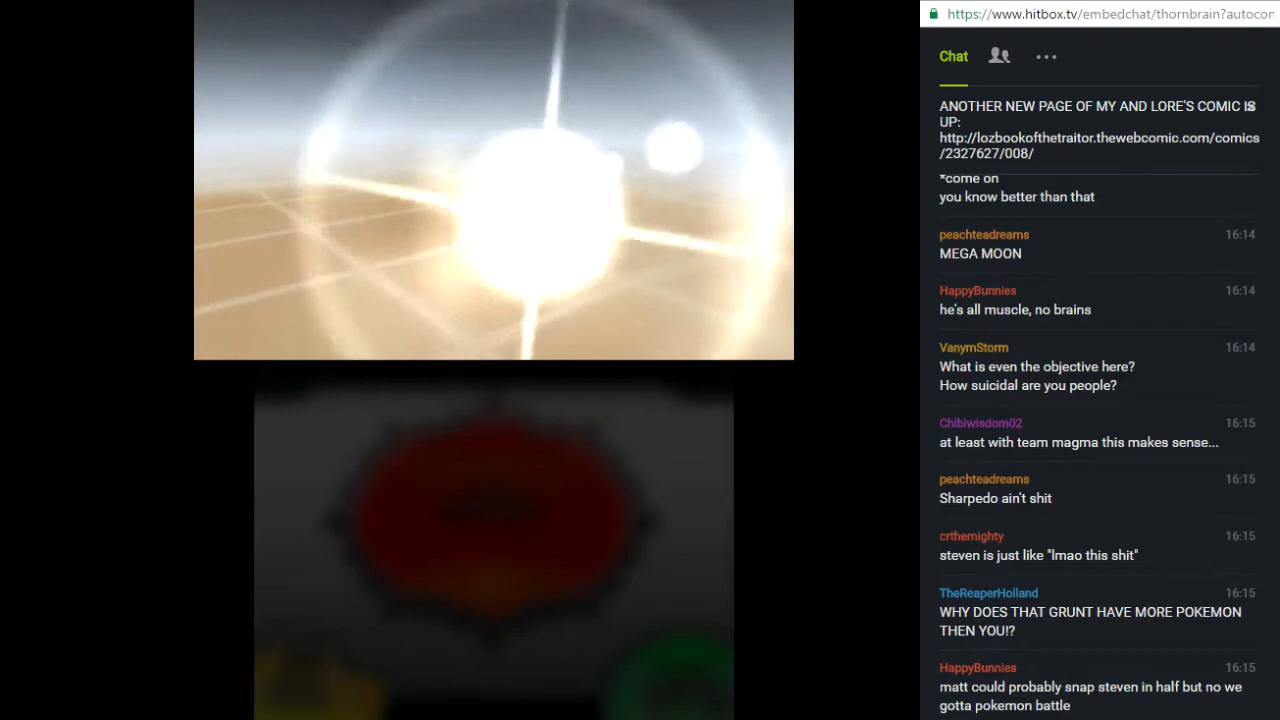 https://www.hitbox.tv/embedchat/thornbrain?autocon
Chat
ANOTHER NEW PAGE OF MY AND LORE'S COMIC IS
UP:
http://lozbookofthetraitor.thewebcomic.com/comics
/2327627/008/
*come on
you know better than that
peachteadreams 16:14
MEGA MOON
HappyBunnies 16:14
he's all muscle, no brains
VanymStorm 16:14
What is even the objective here?
How suicidal are you people?
Chibiwisdom02 16:15
at least with team magma this makes sense...
peachteadreams 16:15
Sharpedo ain't shit
crthemighty 16:15
steven is just like "lmao this shit"
TheReaperHolland 16:15
WHY DOES THAT GRUNT HAVE MORE POKEMON
THEN YOU!?
HappyBunnies 16:15
matt could probably snap steven in half but no we
gotta pokemon battle